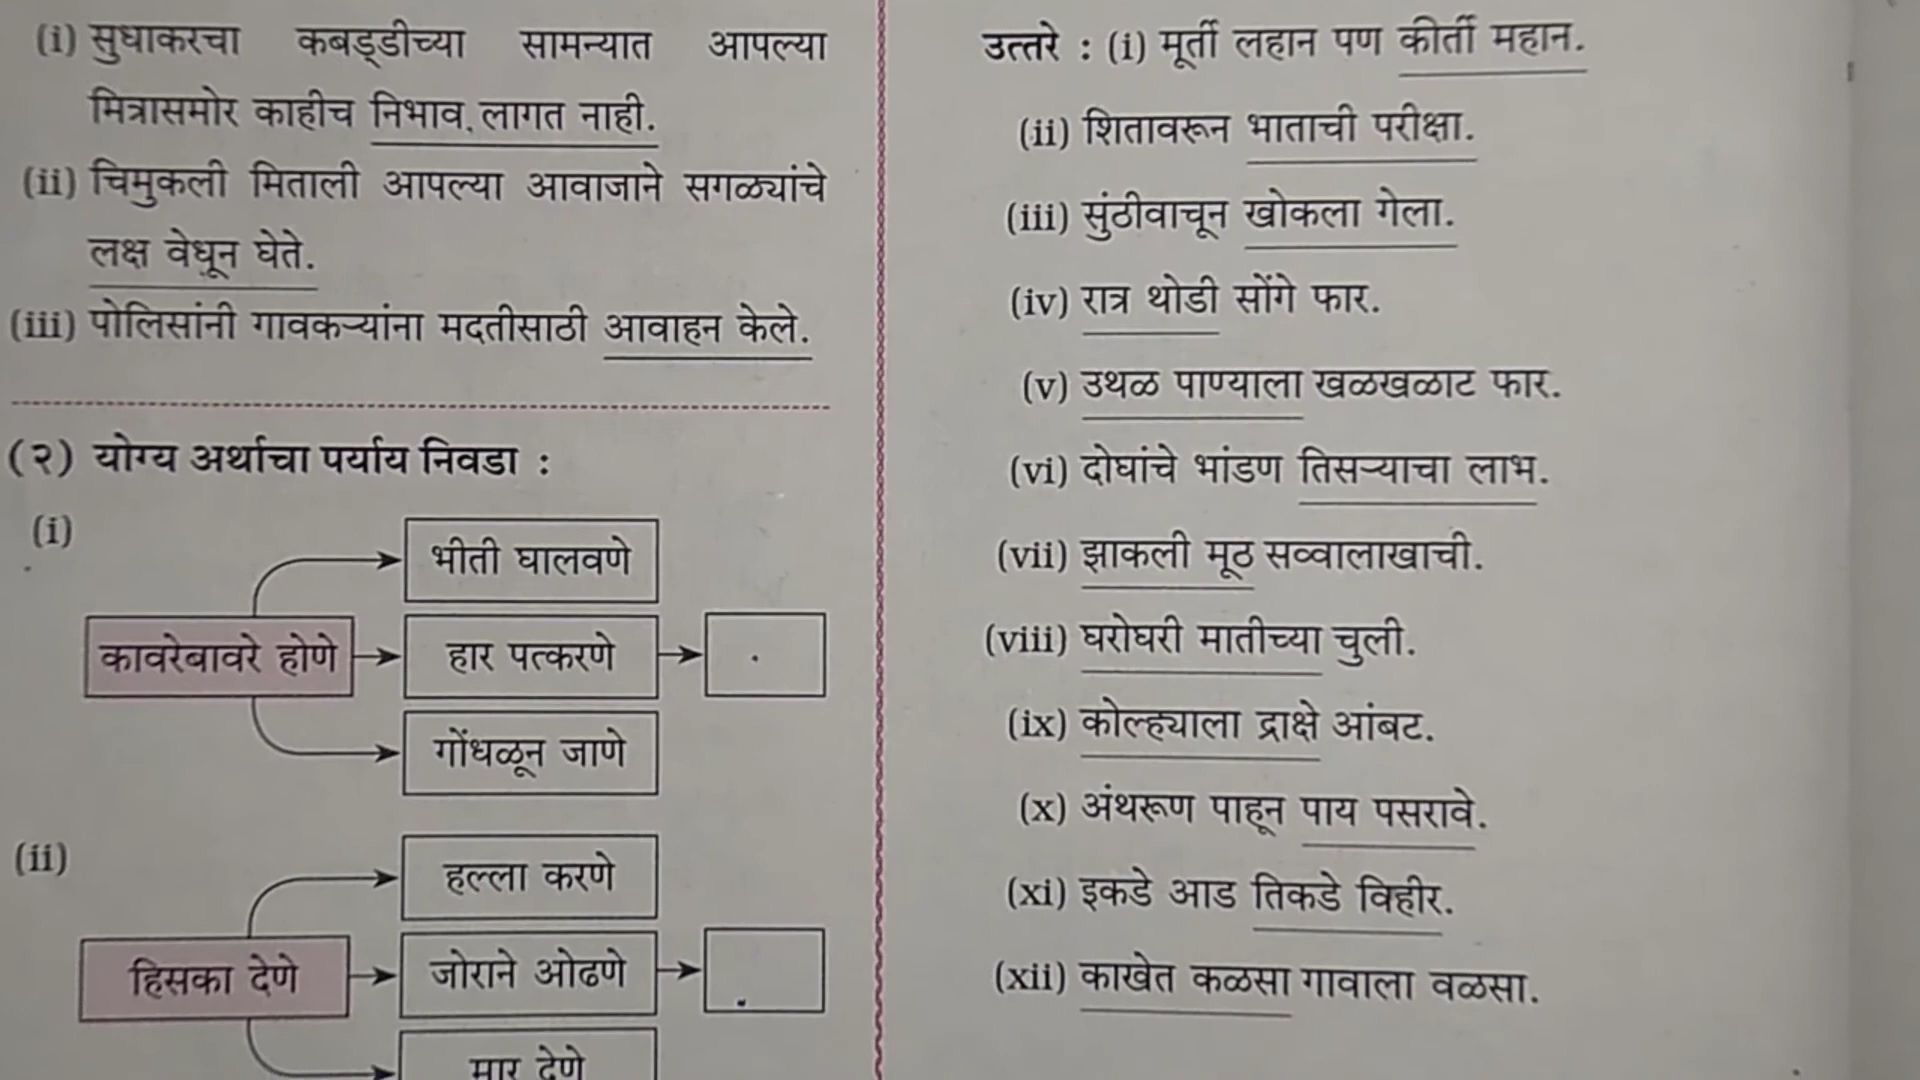 (i) सुधाकरचा कबड्डीच्या सामन्यात आपल्या
मित्रासमोर काहीच निभाव लागत नाही.
(ii) चिमुकली मिताली आपल्या आवाजाने सगळ्यांचे
लक्ष वेधून घेते.
(iii) पोलिसांनी गावकऱ्यांना मदतीसाठी आवाहन केले.
(२) योग्य अर्थाचा पर्याय निवडा :
(i)
भीती घालवणे
कावरेबावरे होणे
हार पत्करणे
गोंधळून जाणे
(ii)
हल्ला करणे
हिसका देणे
जोराने ओढणे
मार देणे
उत्तरे : (i) मूर्ती लहान पण कीर्ती महान.
(ii) शितावरून भाताची परीक्षा.
(iii) सुंठीवाचून खोकला गेला.
(iv) रात्र थोडी सोंगे फार.
(v) उथळ पाण्याला खळखळाट फार.
(vi) दोघांचे भांडण तिसऱ्याचा लाभ.
(vii) झाकली मूठ सव्वालाखाची.
(viii) घरोघरी मातीच्या चुली.
(ix) कोल्ह्याला द्राक्षे आंबट.
(x) अंथरूण पाहून पाय पसरावे.
(xi) इकडे आड तिकडे विहीर.
(xii) काखेत कळसा गावाला वळसा.